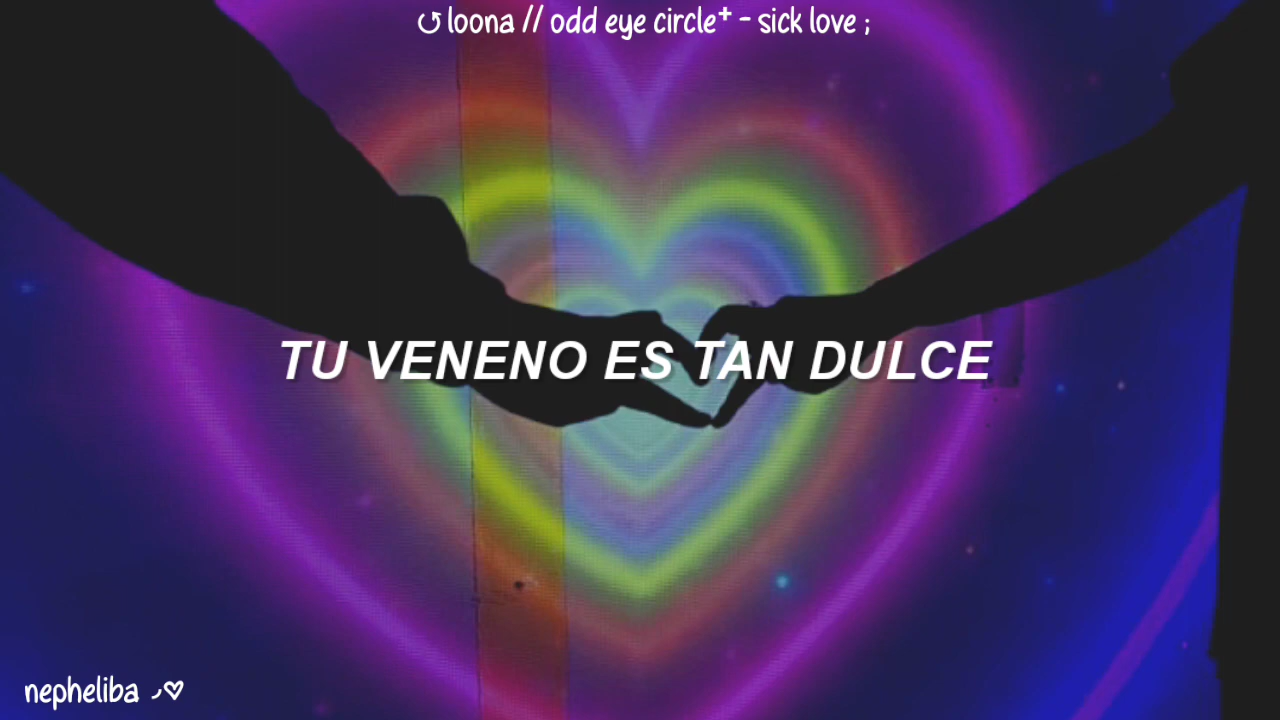 ↺ loona // odd eye circle⁺ - sick love ;
TU VENENO ES TAN DULCE
nepheliba ◞♡